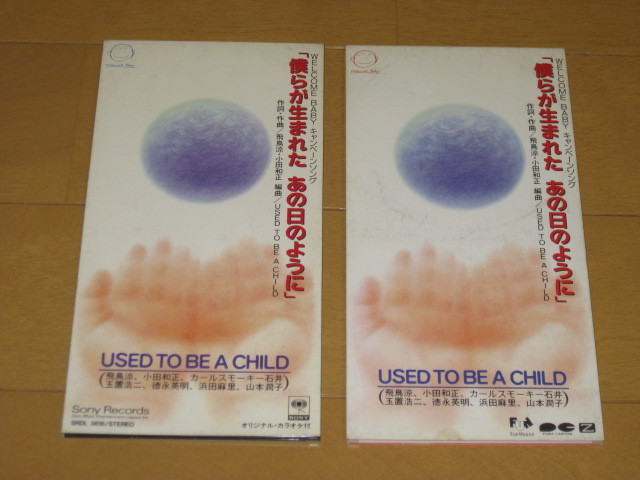 WELCOME BABY キャンペーンソング
「僕らが生まれた あの日のように」
作詞・作曲/飛鳥涼・小田和正 編曲/USED TO BE A CHILD
USED TO BE A CHILD
(飛鳥涼、小田和正、カールスモーキー石井
玉置浩二、徳永英明、浜田麻里、山本潤子)
Sony Records
SONY
オリジナル・カラオケ付
WELCOME BABY キャンペーンソング
「僕らが生まれた あの日のように」
作詞・作曲/飛鳥涼・小田和正 編曲/USED TO BE A CHILD
USED TO BE A CHILD
(飛鳥涼、小田和正、カールスモーキー石井
玉置浩二、徳永英明、浜田麻里、山本潤子)
Fun House
PONY CANYON